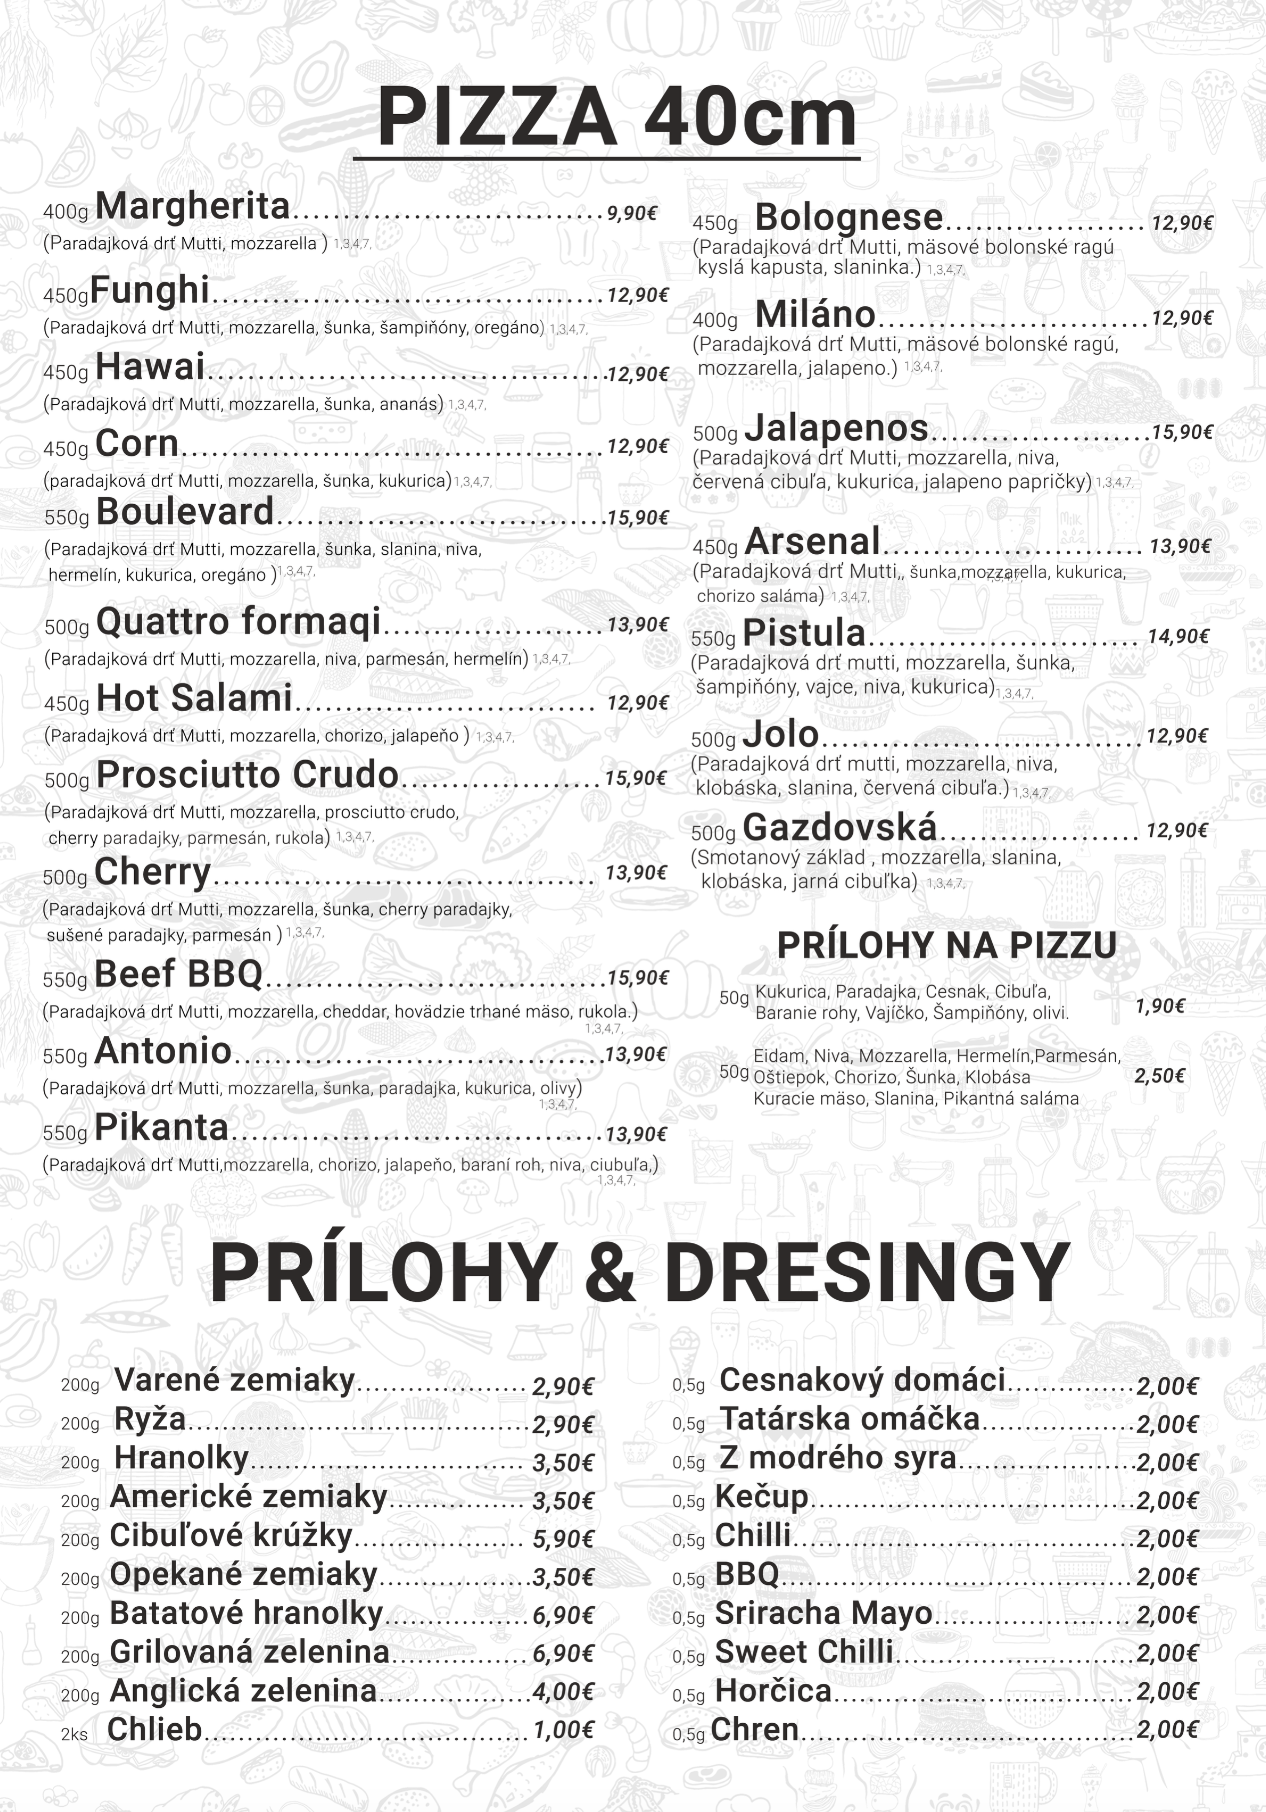 PIZZA 40cm
400g Margherita..............................9,90€
(Paradajková drť Mutti, mozzarella ) 1,3,4,7,
450gFunghi......................................12,90€
(Paradajková drť Mutti, mozzarella, šunka, šampiňóny, oregáno) 1,3,4,7,
450g Hawai.......................................12,90€
(Paradajková drť Mutti, mozzarella, šunka, ananás) 1,3,4,7,
450g Corn.........................................12,90€
(paradajková drť Mutti, mozzarella, šunka, kukurica) 1,3,4,7,
550g Boulevard................................15,90€
(Paradajková drť Mutti, mozzarella, šunka, slanina, niva,
hermelín, kukurica, oregáno ) 1,3,4,7,
500g Quattro formaqi......................13,90€
(Paradajková drť Mutti, mozzarella, niva, parmesán, hermelín) 1,3,4,7,
450g Hot Salami.............................. 12,90€
(Paradajková drť Mutti, mozzarella, chorizo, jalapeňo ) 1,3,4,7,
500g Prosciutto Crudo....................15,90€
(Paradajková drť Mutti, mozzarella, prosciutto crudo,
cherry paradajky, parmesán, rukola) 1,3,4,7,
500g Cherry...................................... 13,90€
(Paradajková drť Mutti, mozzarella, šunka, cherry paradajky,
sušené paradajky, parmesán ) 1,3,4,7,
550g Beef BBQ..................................15,90€
(Paradajková drť Mutti, mozzarella, cheddar, hovädzie trhané mäso, rukola.)
1,3,4,7,
550g Antonio.....................................13,90€
(Paradajková drť Mutti, mozzarella, šunka, paradajka, kukurica, olivy)
1,3,4,7,
550g Pikanta.....................................13,90€
(Paradajková drť Mutti,mozzarella, chorizo, jalapeňo, baraní roh, niva, ciubuľa,)
1,3,4,7,
450g Bolognese.................... 12,90€
(Paradajková drť Mutti, mäsové bolonské ragú
kyslá kapusta, slaninka.) 1,3,4,7,
400g Miláno...........................12,90€
(Paradajková drť Mutti, mäsové bolonské ragú,
mozzarella, jalapeno.) 1,3,4,7,
500g Jalapenos......................15,90€
(Paradajková drť Mutti, mozzarella, niva,
červená cibuľa, kukurica, jalapeno papričky) 1,3,4,7,
450g Arsenal.......................... 13,90€
(Paradajková drť Mutti,, šunka,mozzarella, kukurica,
1,3,4,7,
chorizo saláma) 1,3,4,7,
550g Pistula........................... 14,90€
(Paradajková drť mutti, mozzarella, šunka,
šampiňóny, vajce, niva, kukurica) 1,3,4,7,
500g Jolo................................12,90€
(Paradajková drť mutti, mozzarella, niva,
klobáska, slanina, červená cibuľa.) 1,3,4,7,
500g Gazdovská.................... 12,90€
(Smotanový základ , mozzarella, slanina,
klobáska, jarná cibuľka) 1,3,4,7,
PRÍLOHY NA PIZZU
50g Kukurica, Paradajka, Cesnak, Cibuľa,
Baranie rohy, Vajíčko, Šampiňóny, olivi. 1,90€
Eidam, Niva, Mozzarella, Hermelín,Parmesán,
50g Oštiepok, Chorizo, Šunka, Klobása 2,50€
Kuracie mäso, Slanina, Pikantná saláma
PRÍLOHY & DRESINGY
200g Varené zemiaky.................... 2,90€
200g Ryža....................................... 2,90€
200g Hranolky................................ 3,50€
200g Americké zemiaky................ 3,50€
200g Cibuľové krúžky.................... 5,90€
200g Opekané zemiaky..................3,50€
200g Batatové hranolky................. 6,90€
200g Grilovaná zelenina................ 6,90€
200g Anglická zelenina..................4,00€
2ks Chlieb...................................... 1,00€
0,5g Cesnakový domáci...............2,00€
0,5g Tatárska omáčka..................2,00€
0,5g Z modrého syra.....................2,00€
0,5g Kečup......................................2,00€
0,5g Chilli........................................2,00€
0,5g BBQ......................................... 2,00€
0,5g Sriracha Mayo....................... 2,00€
0,5g Sweet Chilli............................2,00€
0,5g Horčica................................... 2,00€
0,5g Chren.......................................2,00€